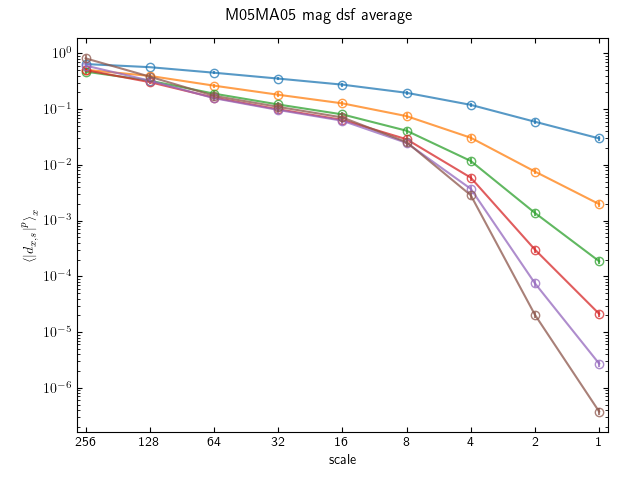 M05MA05 mag dsf average
⟨|d_{x,s}|^p⟩_x
10^0
10^{-1}
10^{-2}
10^{-3}
10^{-4}
10^{-5}
10^{-6}
256 128 64 32 16 8 4 2 1
scale